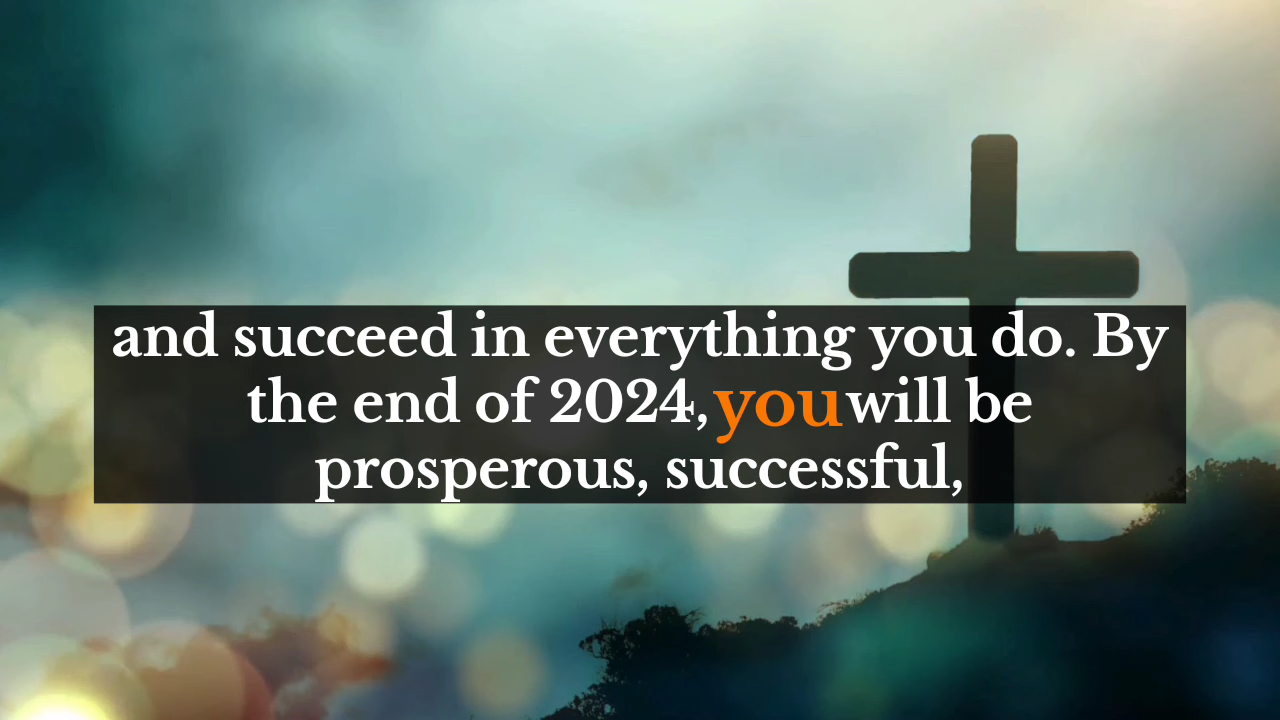 and succeed in everything you do. By
the end of 2024, you will be
prosperous, successful,